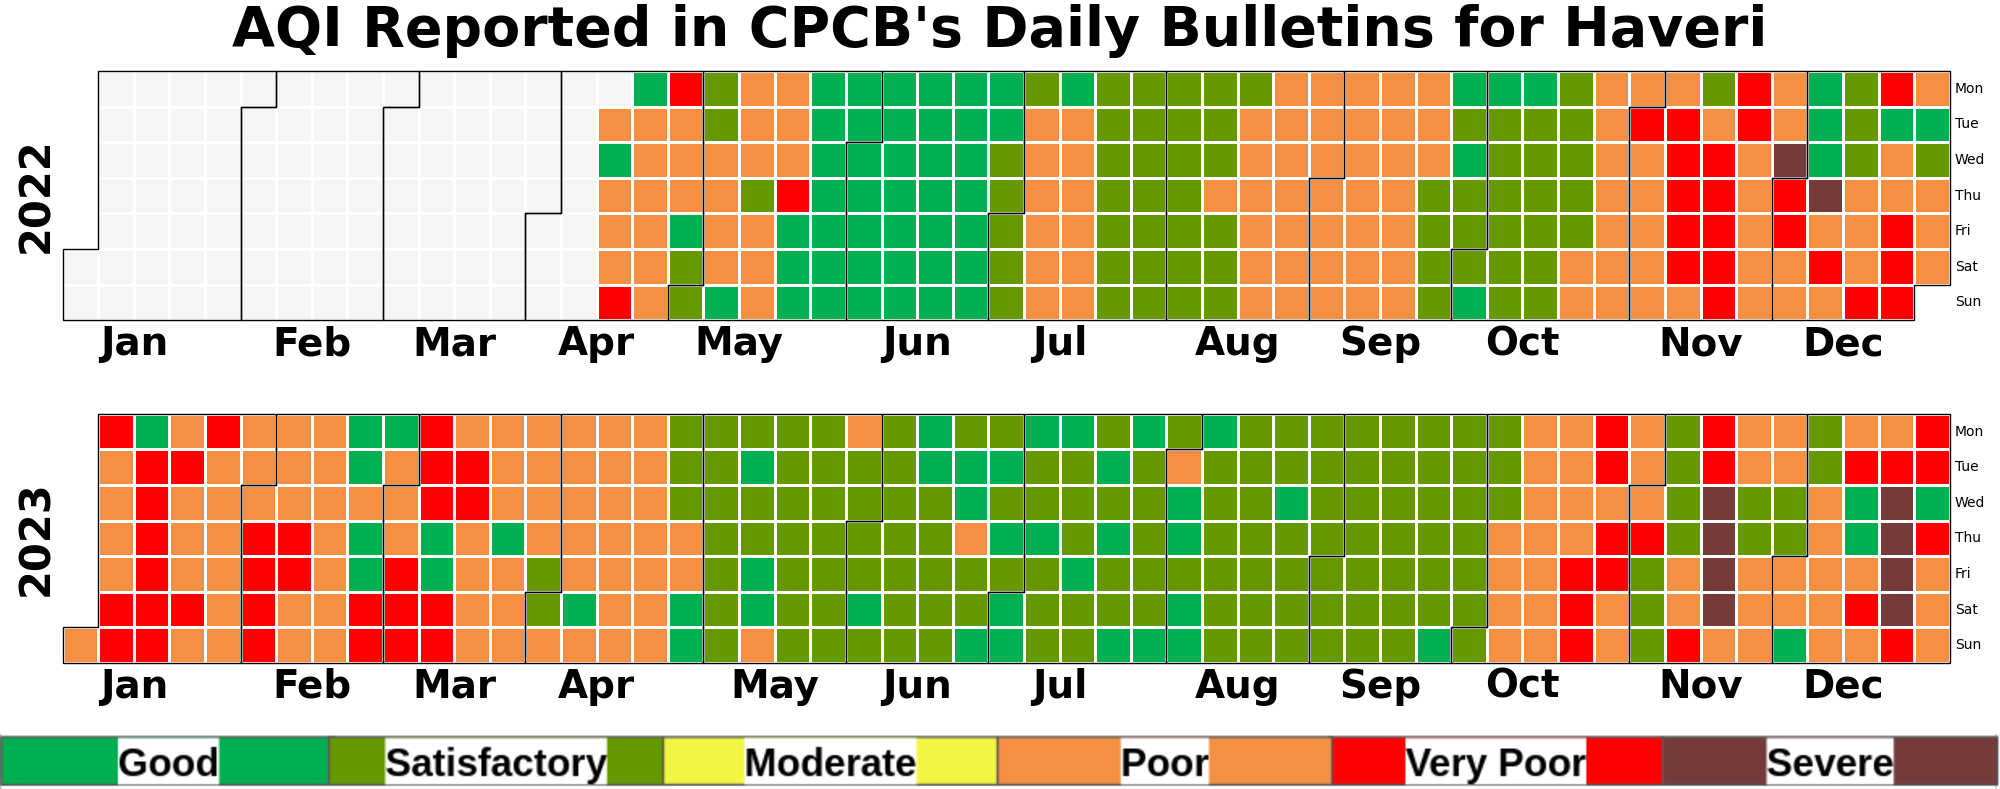 AQI Reported in CPCB's Daily Bulletins for Haveri
2022
Mon
Tue
Wed
Thu
Fri
Sat
Sun
Jan Feb Mar Apr May Jun Jul Aug Sep Oct Nov Dec
2023
Mon
Tue
Wed
Thu
Fri
Sat
Sun
Jan Feb Mar Apr May Jun Jul Aug Sep Oct Nov Dec
Good Satisfactory Moderate Poor Very Poor Severe